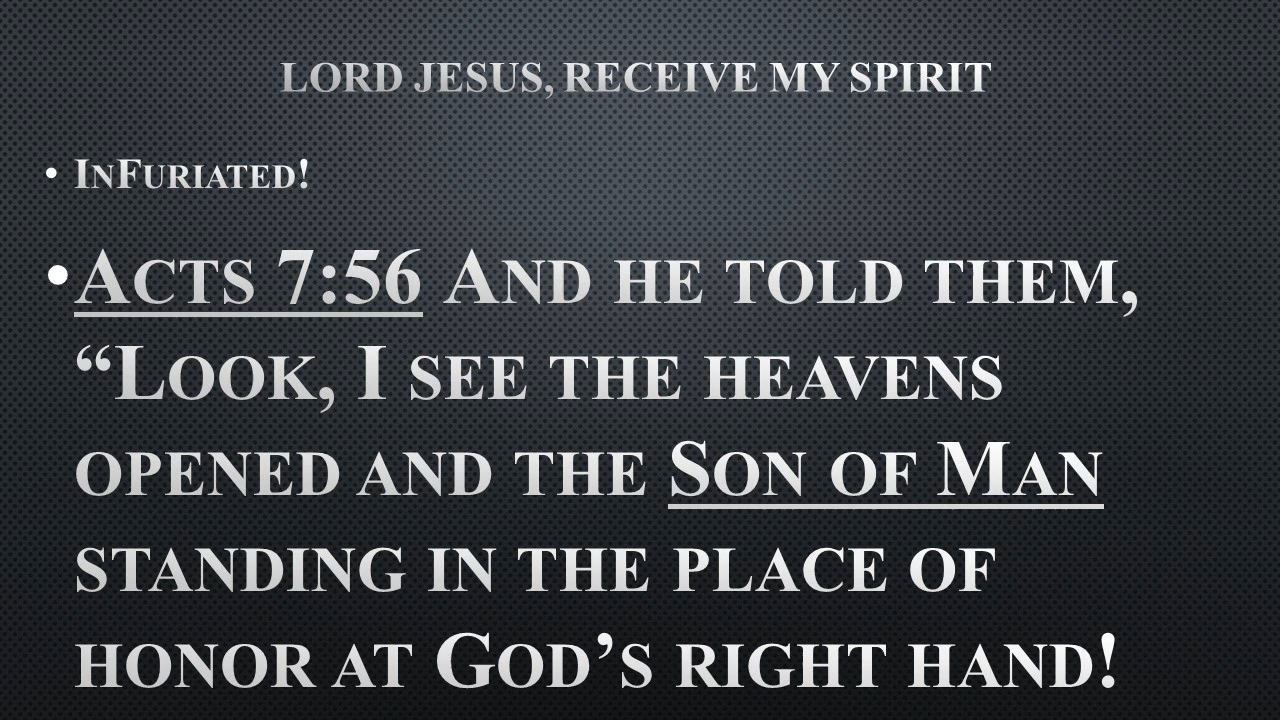 LORD JESUS, RECEIVE MY SPIRIT
• InFuriated!
•Acts 7:56 And he told them,
“Look, I see the heavens
opened and the Son of Man
standing in the place of
honor at God’s right hand!